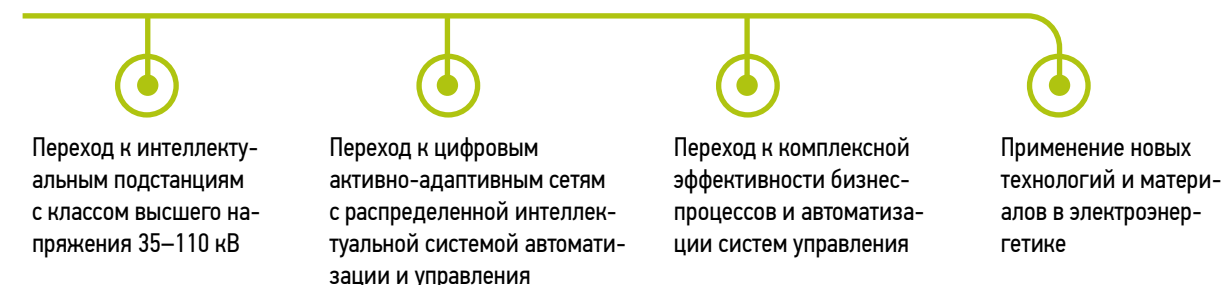 Переход к интеллекту-
альным подстанциям
с классом высшего на-
пряжения 35–110 кВ
Переход к цифровым
активно-адаптивным сетям
с распределенной интеллек-
туальной системой автомати-
зации и управления
Переход к комплексной
эффективности бизнес-
процессов и автоматиза-
ции систем управления
Применение новых
технологий и матери-
алов в электроэнер-
гетике